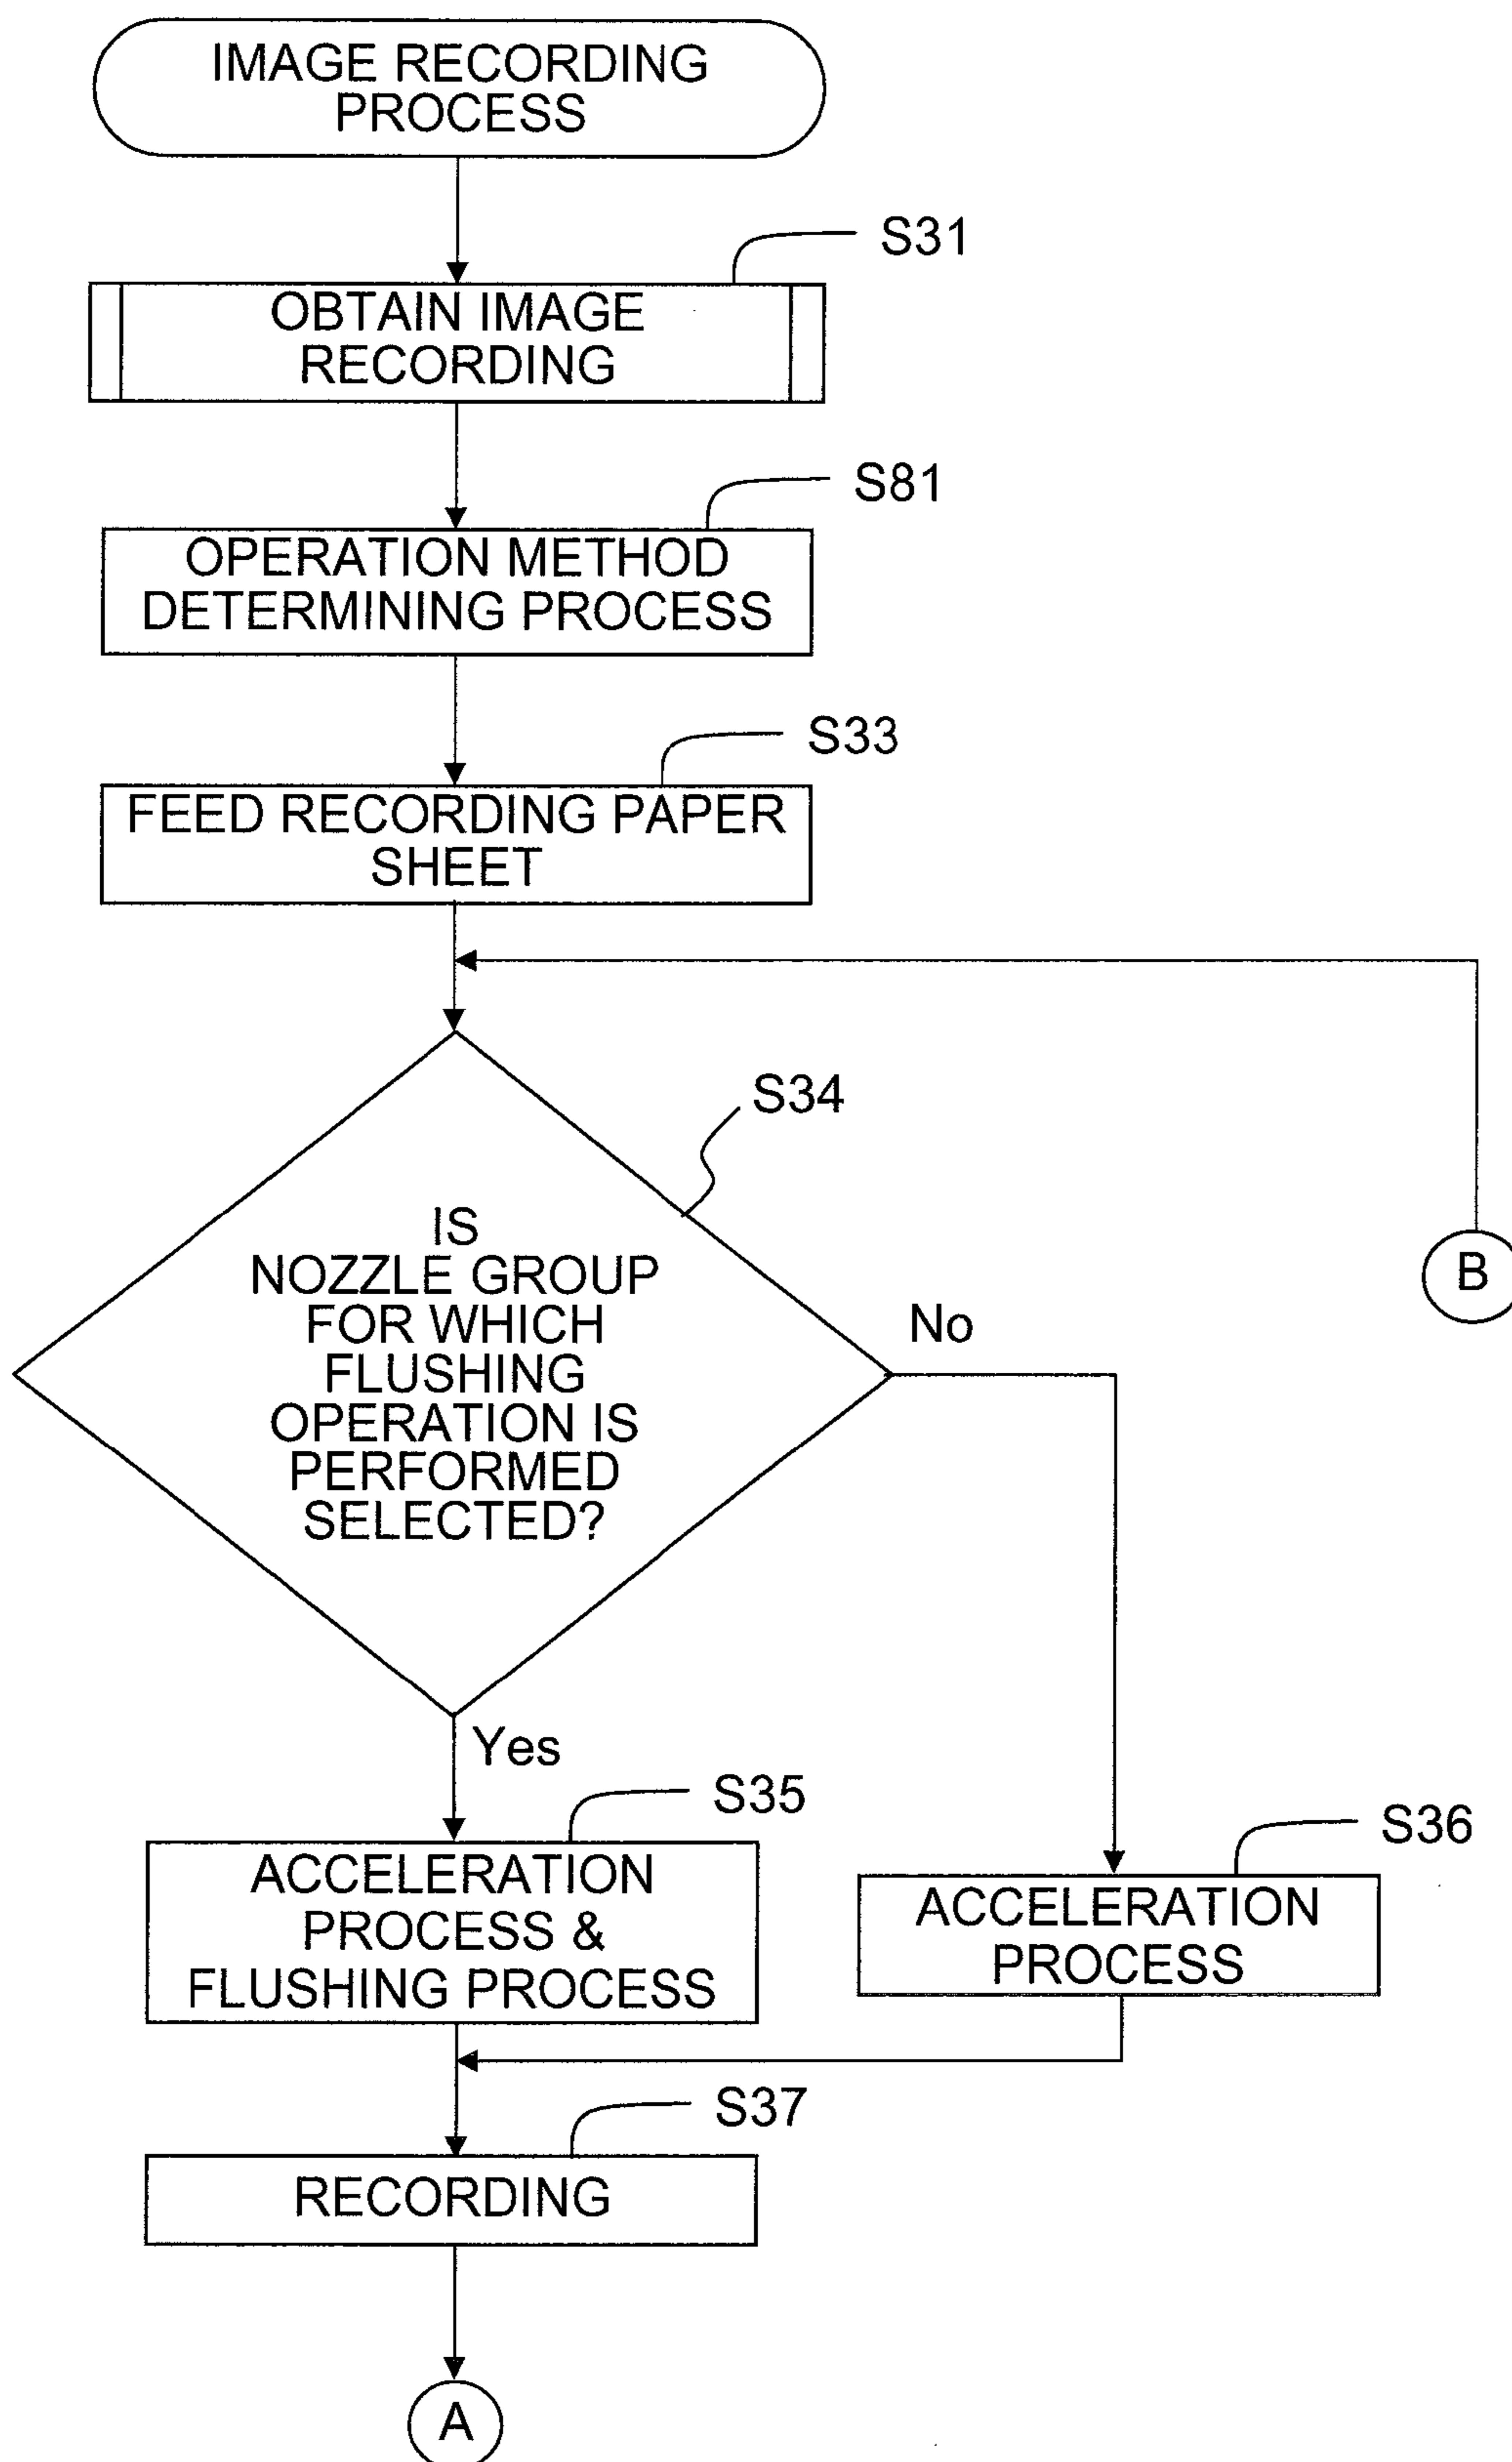 IMAGE RECORDING
PROCESS
S31
OBTAIN IMAGE
RECORDING
S81
OPERATION METHOD
DETERMINING PROCESS
S33
FEED RECORDING PAPER
SHEET
S34
IS
NOZZLE GROUP
FOR WHICH
FLUSHING
OPERATION IS
PERFORMED
SELECTED?
No
B
Yes
S35
ACCELERATION
PROCESS &
FLUSHING PROCESS
S36
ACCELERATION
PROCESS
S37
RECORDING
A